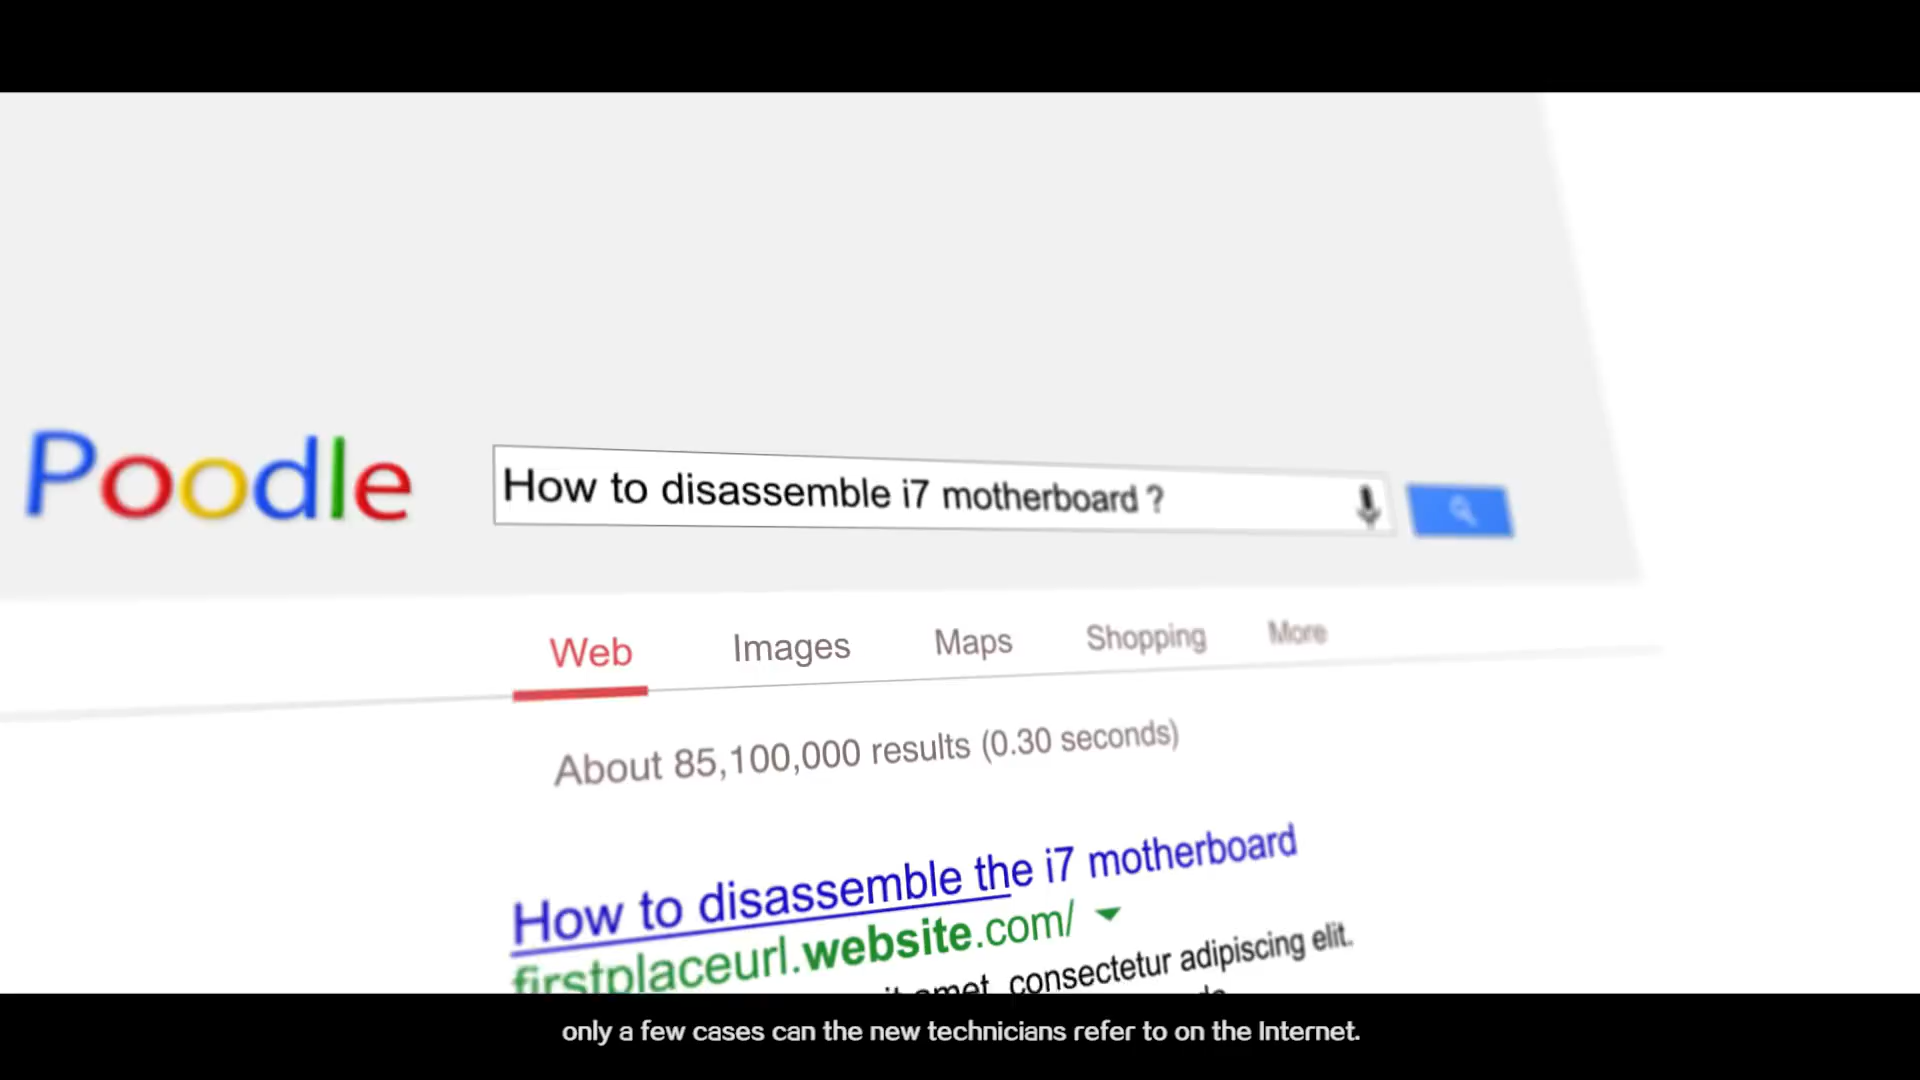 Poodle
How to disassemble i7 motherboard ?
Web Images Maps Shopping More
About 85,100,000 results (0.30 seconds)
How to disassemble the i7 motherboard
firstplaceurl.website.com/
amet, consectetur adipiscing elit.
only a few cases can the new technicians refer to on the Internet.